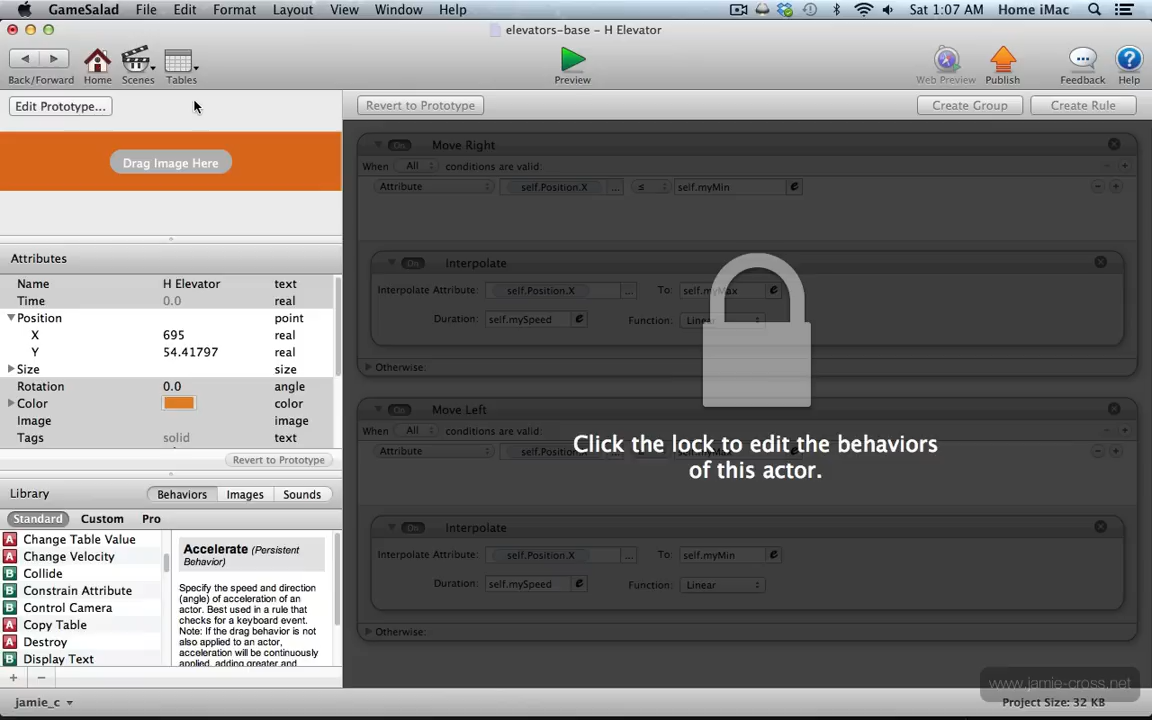 GameSalad File Edit Format Layout View Window Help Sat 1:07 AM Home iMac
elevators-base – H Elevator
Back/Forward Home Scenes Tables Preview Web Preview Publish Feedback Help
Edit Prototype... Revert to Prototype Create Group Create Rule
Drag Image Here
Attributes
Name H Elevator text
Time 0.0 real
Position point
X 695 real
Y 54.41797 real
Size size
Rotation 0.0 angle
Color color
Image image
Tags solid text
Revert to Prototype
Library Behaviors Images Sounds
Standard Custom Pro
Change Table Value
Change Velocity
Collide
Constrain Attribute
Control Camera
Copy Table
Destroy
Display Text
Accelerate (Persistent
Behavior)
Specify the speed and direction
(angle) of acceleration of an
actor. Best used in a rule that
checks for a keyboard event.
Note: If the drag behavior is not
also applied to an actor,
acceleration will be continuously
applied, adding greater and
jamie_c
On Move Right
When All conditions are valid:
Attribute self.Position.X ... ≤ self.myMin e
On Interpolate
Interpolate Attribute: self.Position.X ... To: self.myMax e
Duration: self.mySpeed e Function:
Otherwise:
On Move Left
When All conditions are valid:
Attribute
Click the lock to edit the behaviors
of this actor.
On Interpolate
Interpolate Attribute: self.Position.X ... To: self.myMin e
Duration: self.mySpeed e Function: Linear
Otherwise:
www.jamie-cross.net
Project Size: 32 KB